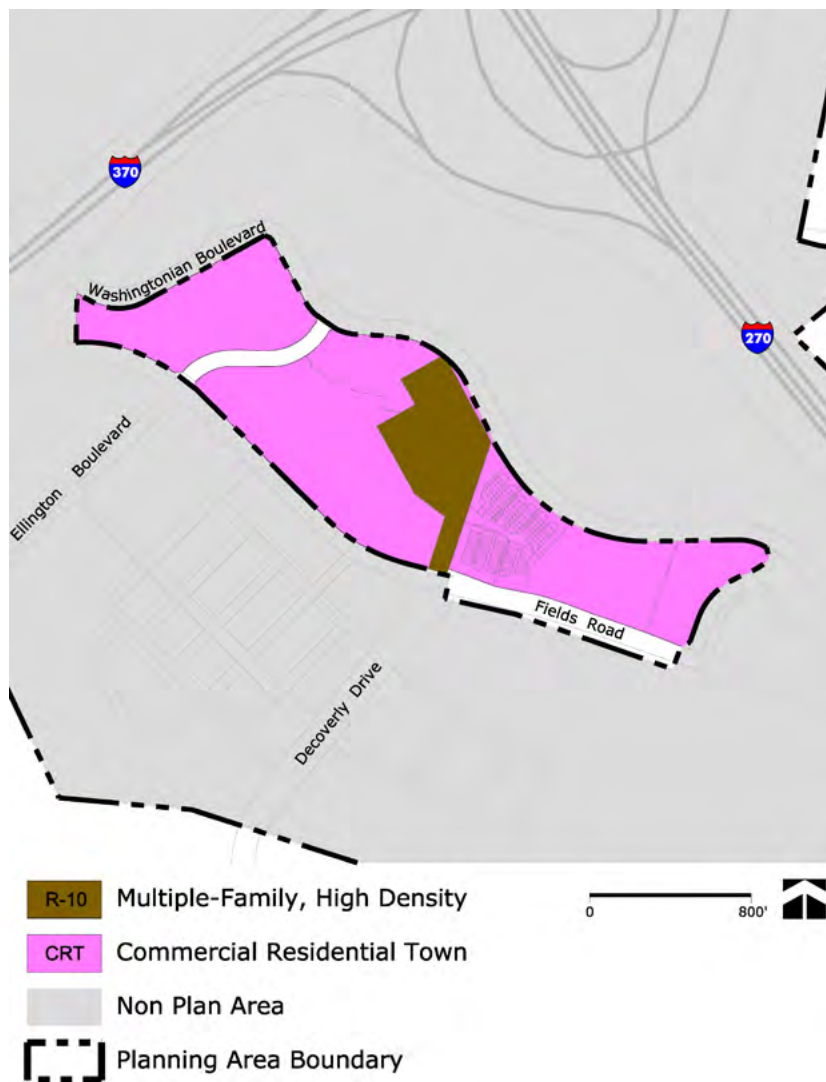 370
Washingtonian Boulevard
270
Ellington Boulevard
Fields Road
Decoverly Drive
R-10 Multiple-Family, High Density
0 800'
CRT Commercial Residential Town
Non Plan Area
Planning Area Boundary